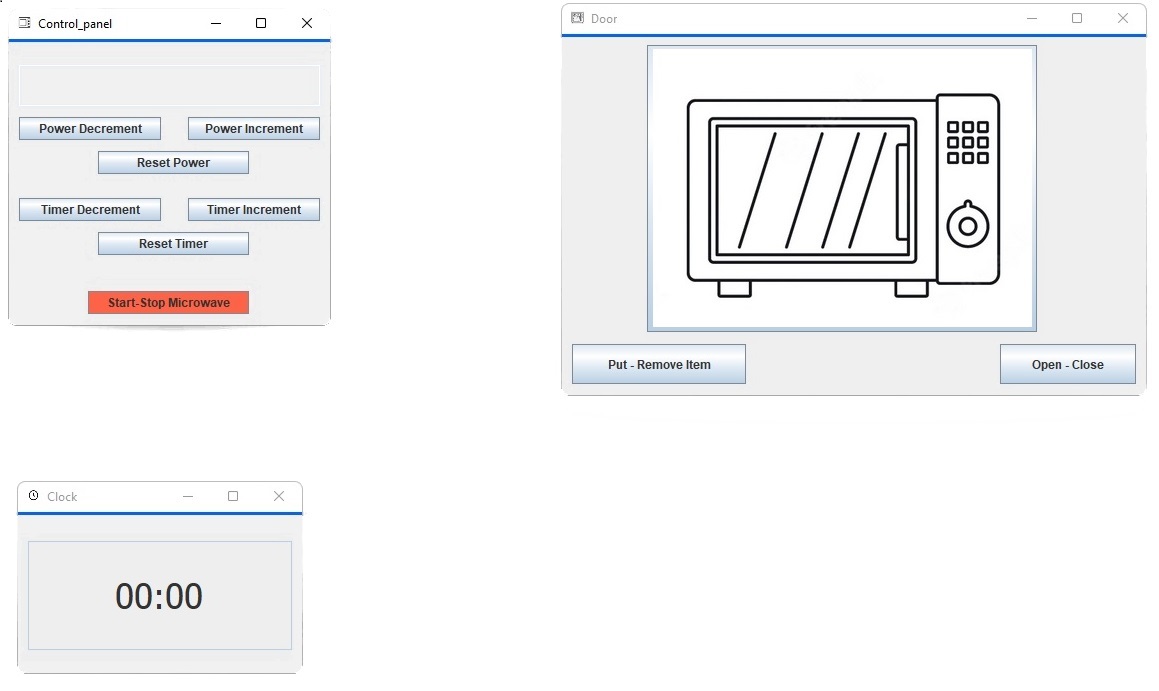 Control_panel
Power Decrement
Power Increment
Reset Power
Timer Decrement
Timer Increment
Reset Timer
Start-Stop Microwave
Door
Put - Remove Item
Open - Close
Clock
00:00